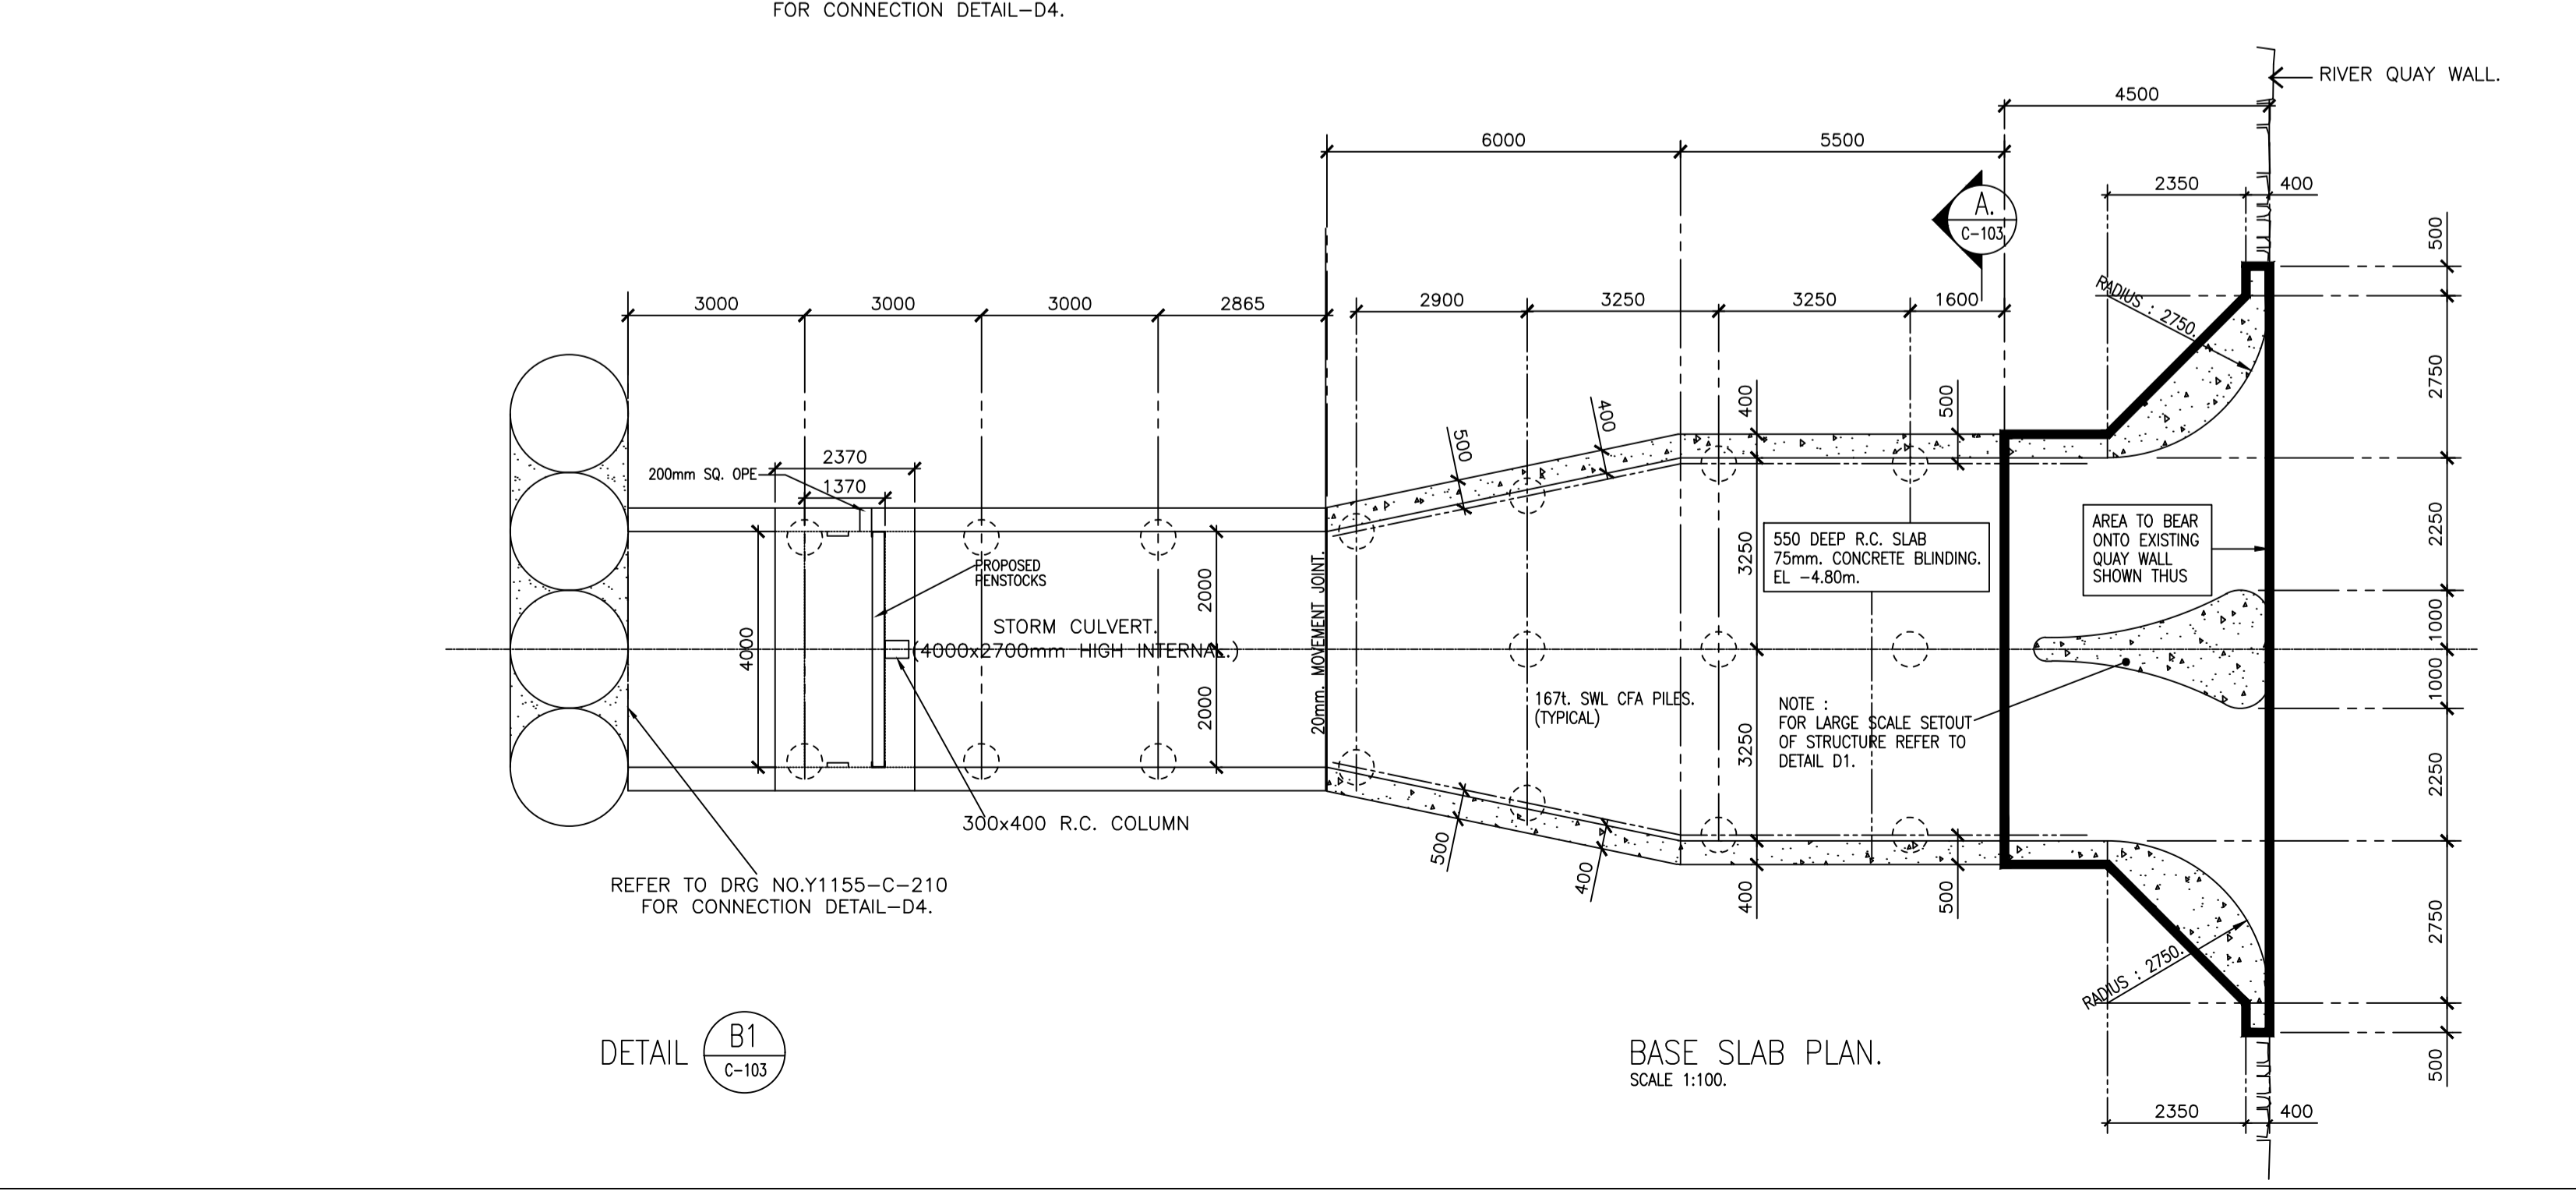 FOR CONNECTION DETAIL-D4.
RIVER QUAY WALL.
4500
6000
5500
2350
400
A.
C-103
500
3000
3000
3000
2865
2900
3250
3250
1600
RADIUS : 2750.
2750
400
500
500
400
2370
200mm SQ. OPE
1370
2250
AREA TO BEAR
ONTO EXISTING
QUAY WALL
SHOWN THUS
550 DEEP R.C. SLAB
75mm. CONCRETE BLINDING.
EL -4.80m.
3250
PROPOSED
PENSTOCKS
2000
20mm. MOVEMENT JOINT.
STORM CULVERT.
(4000x2700mm HIGH INTERNAL.)
4000
1000
1000
2000
167t. SWL CFA PILES.
(TYPICAL)
NOTE :
FOR LARGE SCALE SETOUT
OF STRUCTURE REFER TO
DETAIL D1.
3250
2250
300x400 R.C. COLUMN
500
400
400
500
REFER TO DRG NO.Y1155-C-210
FOR CONNECTION DETAIL-D4.
2750
RADIUS : 2750.
DETAIL
B1
C-103
BASE SLAB PLAN.
SCALE 1:100.
500
2350
400